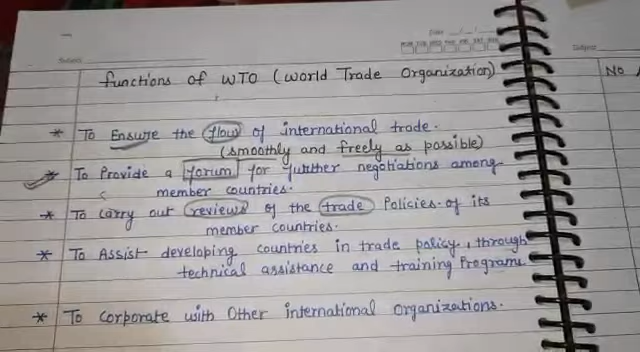 Date
Subject
functions of WTO (World Trade Organization)
* To Ensure the flow of international trade.
(smoothly and freely as possible)
To Provide a forum for further negotiations among
member countries.
* To carry out reviews of the trade Policies of its
member countries.
* To Assist developing countries in trade policy, through
technical assistance and training Programs
* To corporate with Other international organizations.
NO